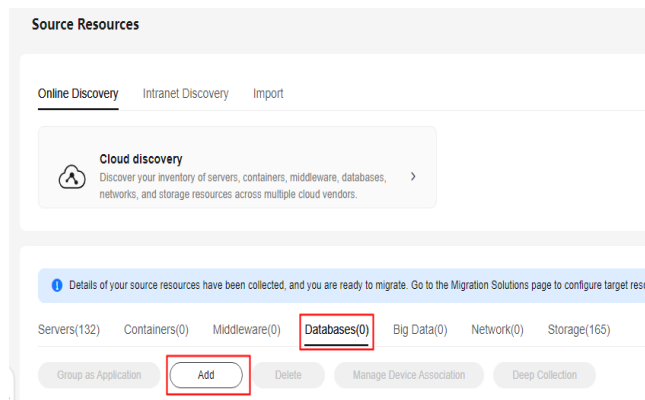 Source Resources
Online Discovery Intranet Discovery Import
Cloud discovery
Discover your inventory of servers, containers, middleware, databases,
networks, and storage resources across multiple cloud vendors.
Details of your source resources have been collected, and you are ready to migrate. Go to the Migration Solutions page to configure target reso
Servers(132) Containers(0) Middleware(0) Databases(0) Big Data(0) Network(0) Storage(165)
Group as Application Add Delete Manage Device Association Deep Collection